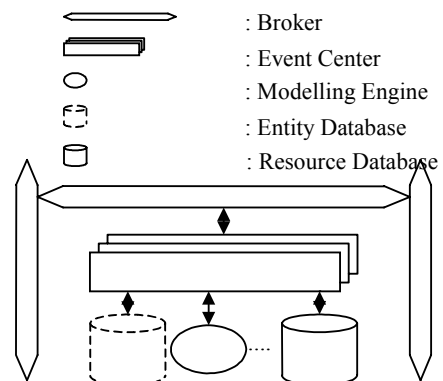 : Broker
: Event Center
: Modelling Engine
: Entity Database
: Resource Database